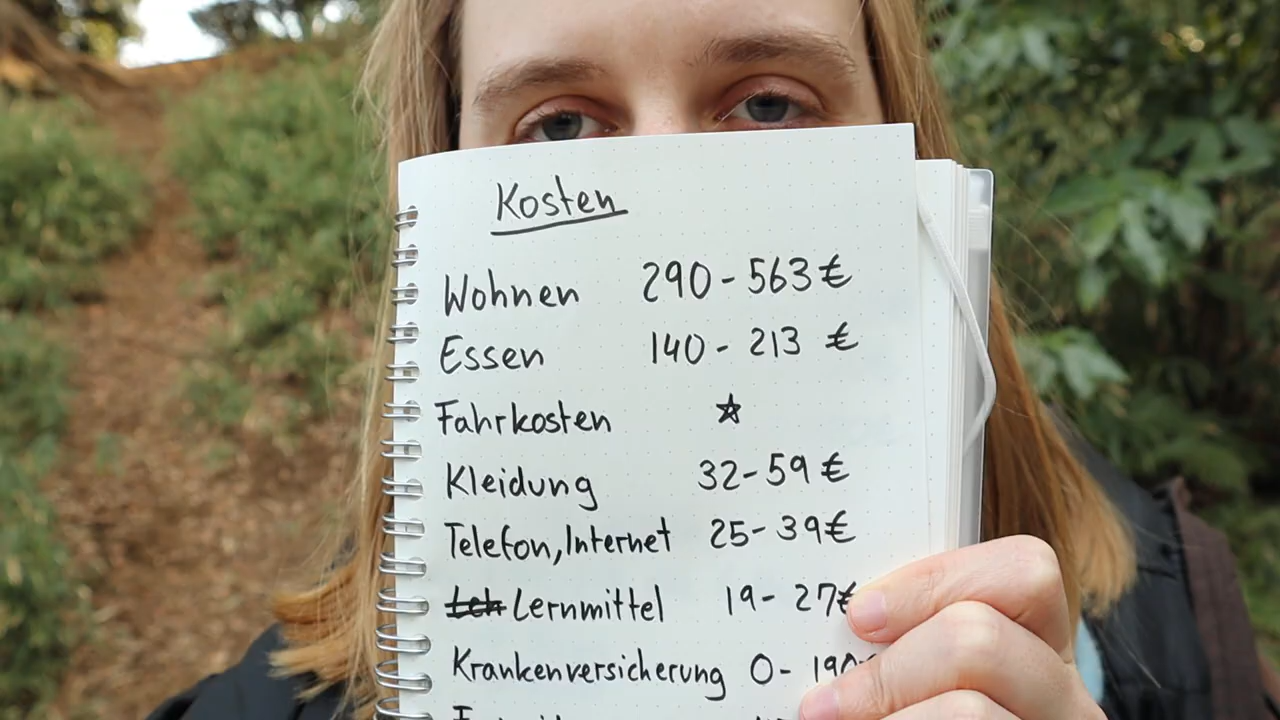 Kosten
Wohnen 290-563€
Essen 140-213 €
Fahrkosten ☆
Kleidung 32-59€
Telefon, Internet 25-39€
Lernmittel 19-27€
Krankenversicherung 0-190